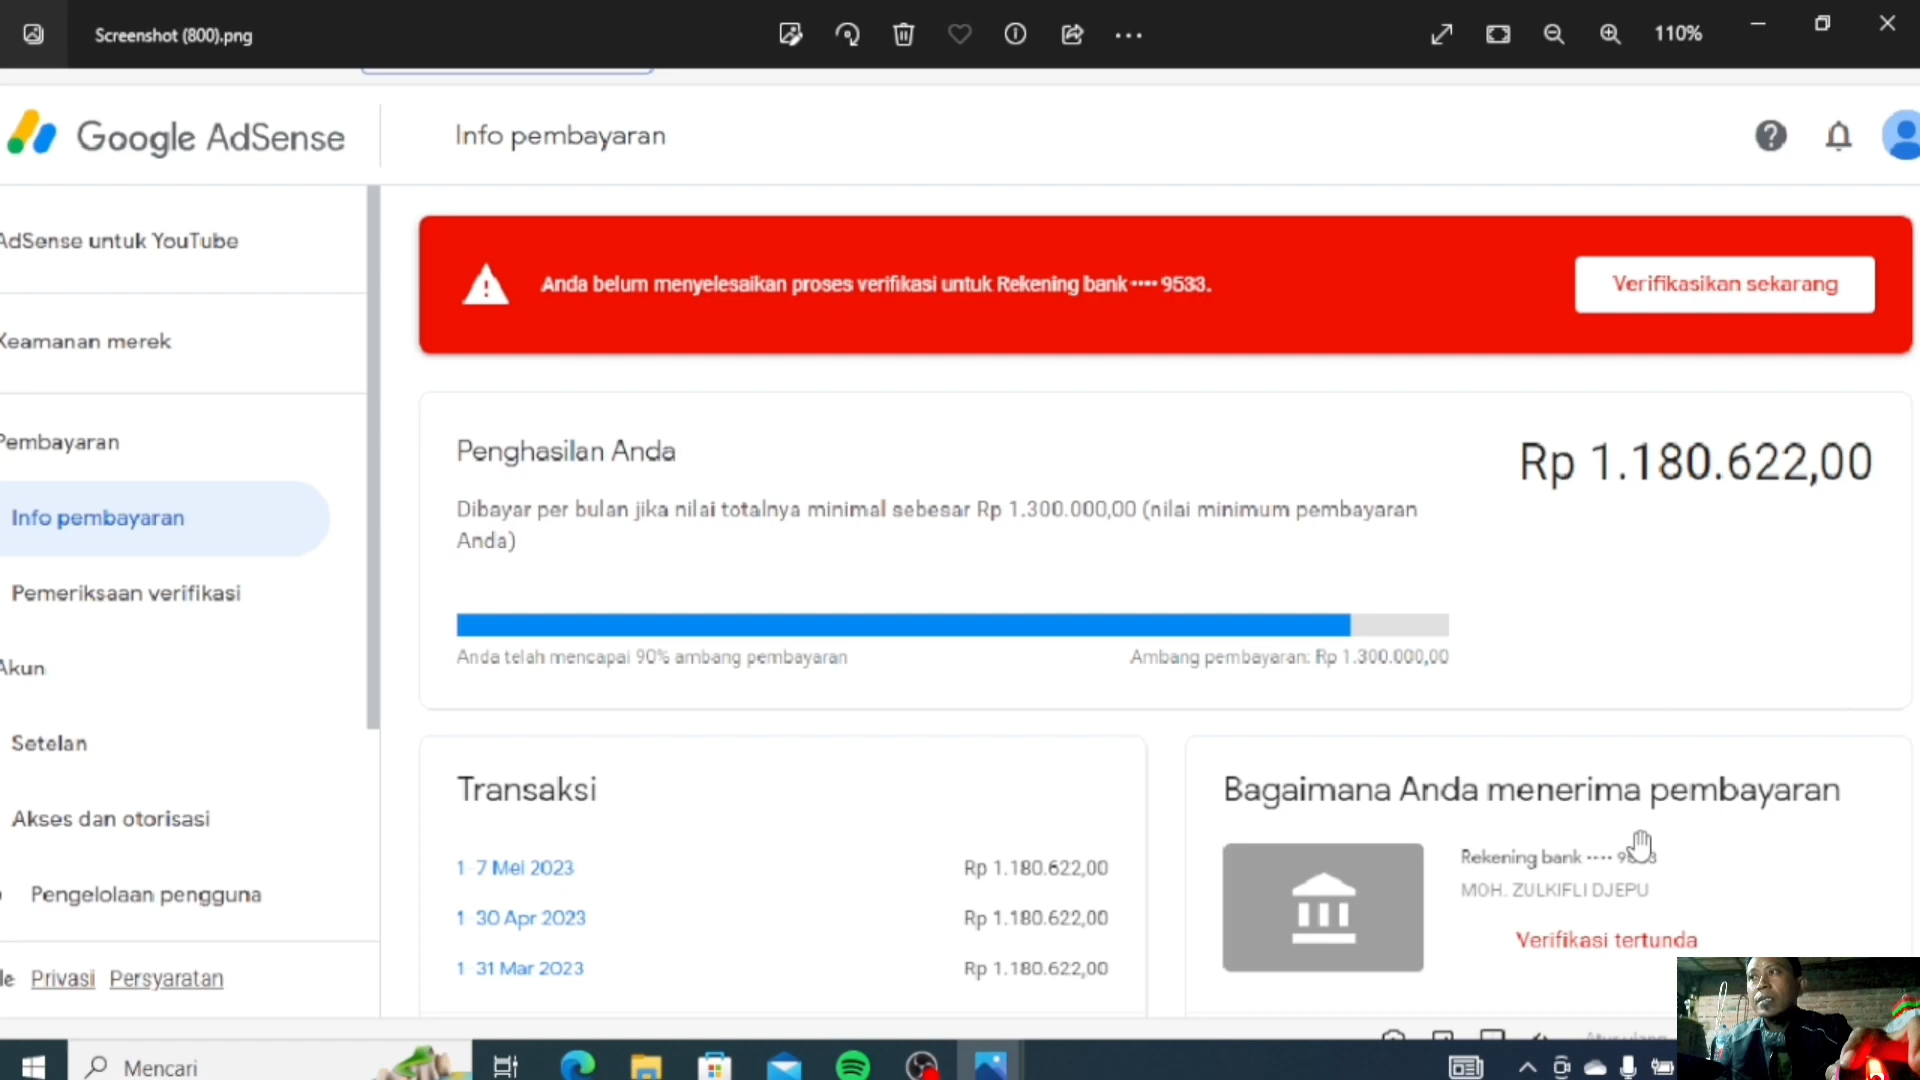 Screenshot (800).png
110%
Google AdSense
Info pembayaran
AdSense untuk YouTube
Keamanan merek
Pembayaran
Info pembayaran
Pemeriksaan verifikasi
Akun
Setelan
Akses dan otorisasi
Pengelolaan pengguna
Privasi Persyaratan
Anda belum menyelesaikan proses verifikasi untuk Rekening bank •••• 9533.
Verifikasikan sekarang
Penghasilan Anda
Rp 1.180.622,00
Dibayar per bulan jika nilai totalnya minimal sebesar Rp 1.300.000,00 (nilai minimum pembayaran
Anda)
Anda telah mencapai 90% ambang pembayaran
Ambang pembayaran: Rp 1.300.000,00
Transaksi
1 7 Mei 2023 Rp 1.180.622,00
1 30 Apr 2023 Rp 1.180.622,00
1 31 Mar 2023 Rp 1.180.622,00
Bagaimana Anda menerima pembayaran
Rekening bank ••••
MOH. ZULKIFLI DJEPU
Verifikasi tertunda
Mencari